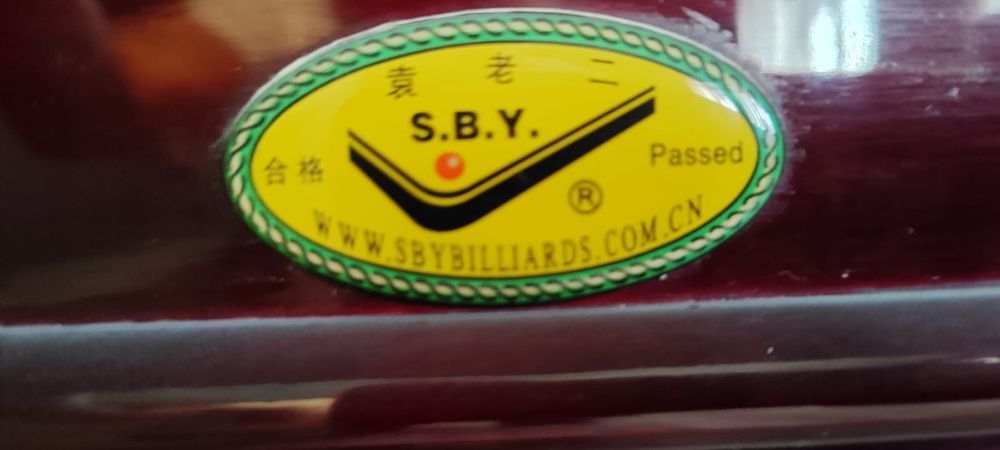 袁老二
S.B.Y.
合格
Passed
®
WWW.SBYBILLIARDS.COM.CN